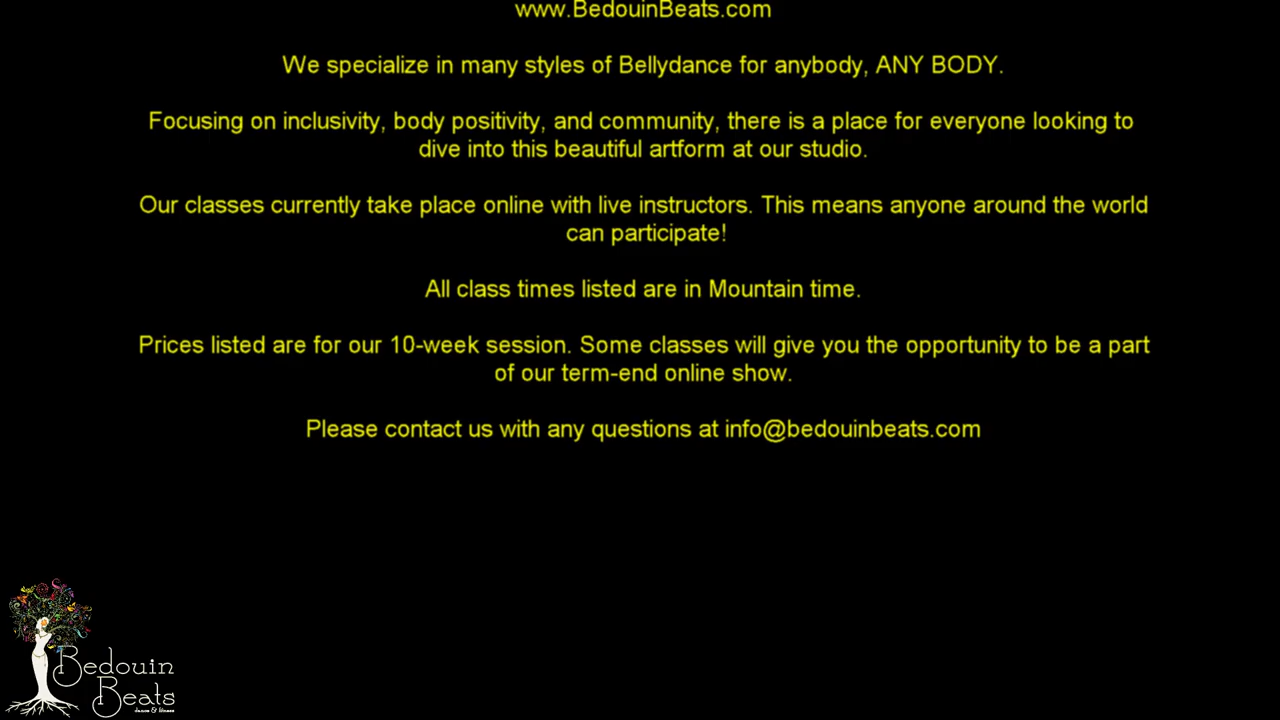 www.BedouinBeats.com
We specialize in many styles of Bellydance for anybody, ANY BODY.
Focusing on inclusivity, body positivity, and community, there is a place for everyone looking to
dive into this beautiful artform at our studio.
Our classes currently take place online with live instructors. This means anyone around the world
can participate!
All class times listed are in Mountain time.
Prices listed are for our 10-week session. Some classes will give you the opportunity to be a part
of our term-end online show.
Please contact us with any questions at info@bedouinbeats.com
Bedouin
Beats